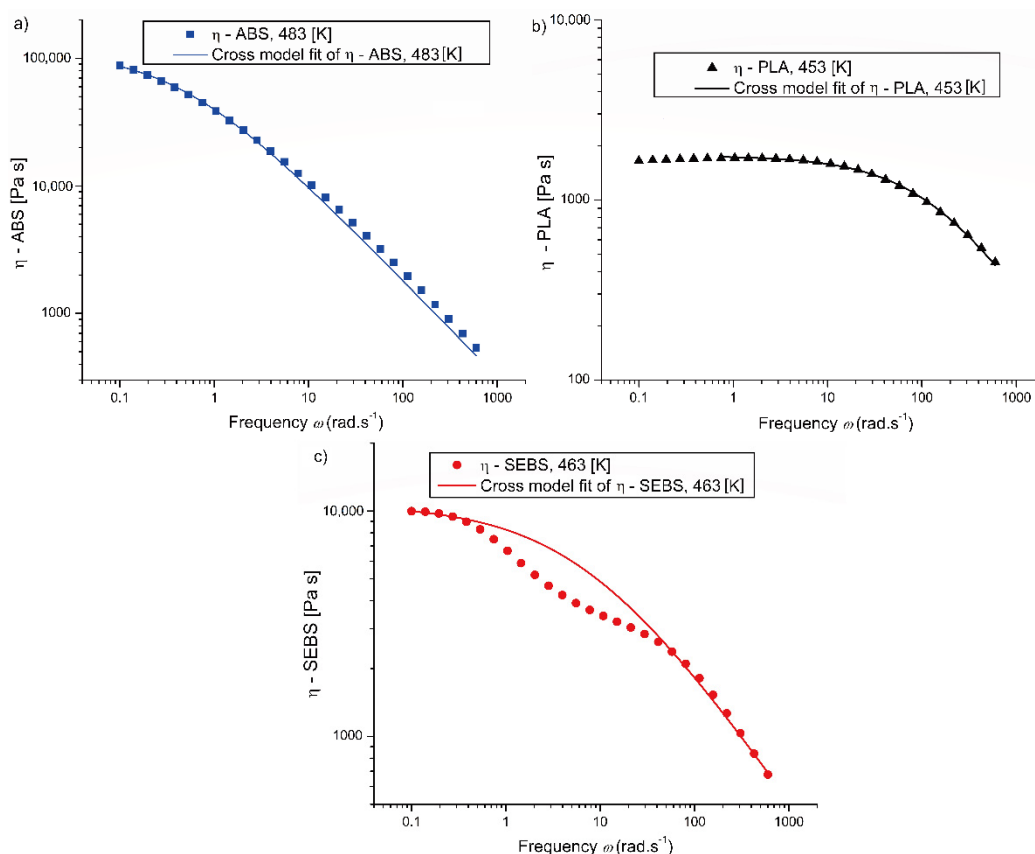 a)
η - ABS, 483 [K]
Cross model fit of η - ABS, 483 [K]
100,000
10,000
1000
η - ABS [Pa s]
0.1 1 10 100 1000
Frequency ω (rad.s⁻¹)
b)
10,000
η - PLA, 453 [K]
Cross model fit of η - PLA, 453 [K]
1000
100
η - PLA [Pa s]
0.1 1 10 100 1000
Frequency ω (rad.s⁻¹)
c)
η - SEBS, 463 [K]
Cross model fit of η - SEBS, 463 [K]
10,000
1000
η - SEBS [Pa s]
0.1 1 10 100 1000
Frequency ω (rad.s⁻¹)